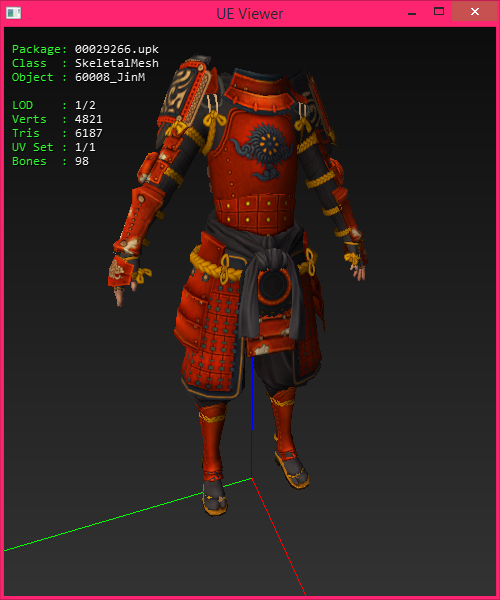 UE Viewer
Package: 00029266.upk
Class : SkeletalMesh
Object : 60008_JinM
LOD : 1/2
Verts : 4821
Tris : 6187
UV Set : 1/1
Bones : 98